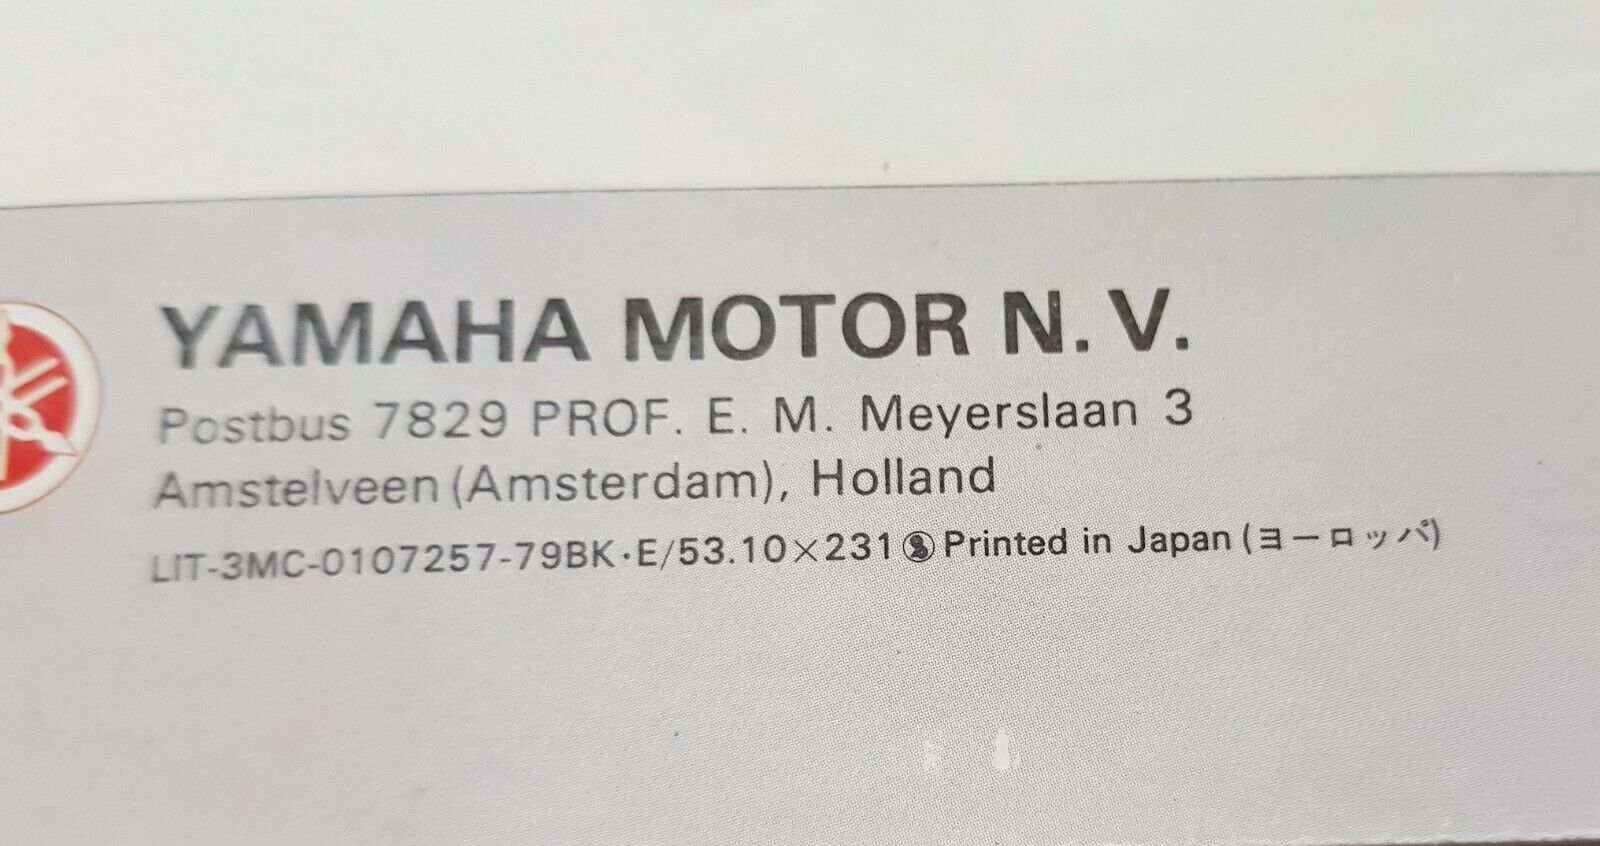 YAMAHA MOTOR N. V.
Postbus 7829 PROF. E. M. Meyerslaan 3
Amstelveen (Amsterdam), Holland
LIT-3MC-0107257-79BK·E/53.10×231 Ⓢ Printed in Japan (ヨーロッパ)